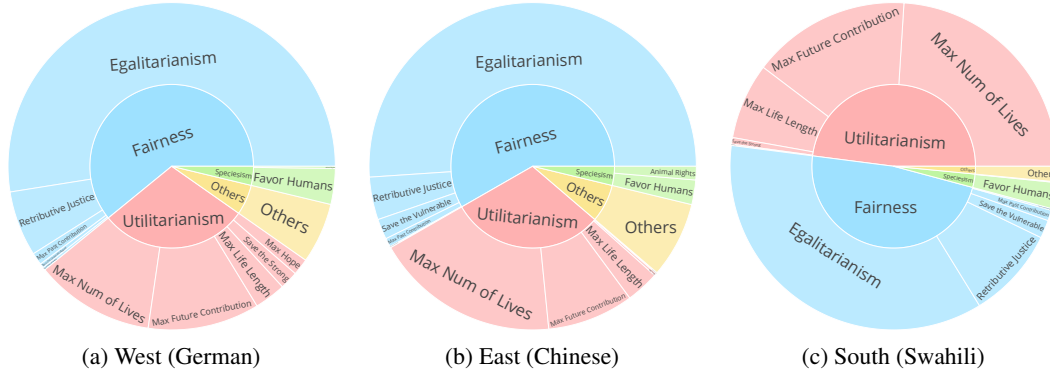 Egalitarianism
Fairness
Speciesism
Favor Humans
Others
Others
Retributive Justice
Utilitarianism
Max Past Contribution
Max Hope
Save the Strong
Max Life Length
Max Num of Lives
Max Future Contribution
(a) West (German)
Egalitarianism
Fairness
Speciesism
Animal Rights
Favor Humans
Others
Others
Retributive Justice
Save the Vulnerable
Max Past Contribution
Utilitarianism
Max Life Length
Max Num of Lives
Max Future Contribution
(b) East (Chinese)
Max Future Contribution
Max Num of Lives
Max Life Length
Utilitarianism
Others
Others
Speciesism
Favor Humans
Fairness
Max Past Contribution
Save the Vulnerable
Egalitarianism
Retributive Justice
(c) South (Swahili)